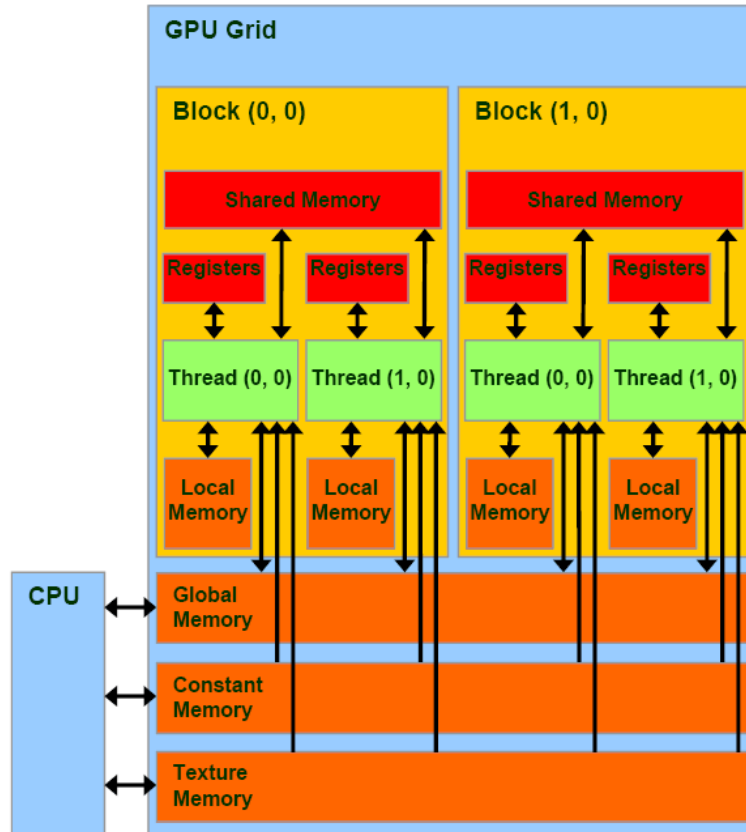 GPU Grid
Block (0, 0)
Block (1, 0)
Shared Memory
Shared Memory
Registers
Registers
Registers
Registers
Thread (0, 0)
Thread (1, 0)
Thread (0, 0)
Thread (1, 0)
Local
Memory
Local
Memory
Local
Memory
Local
Memory
CPU
Global
Memory
Constant
Memory
Texture
Memory